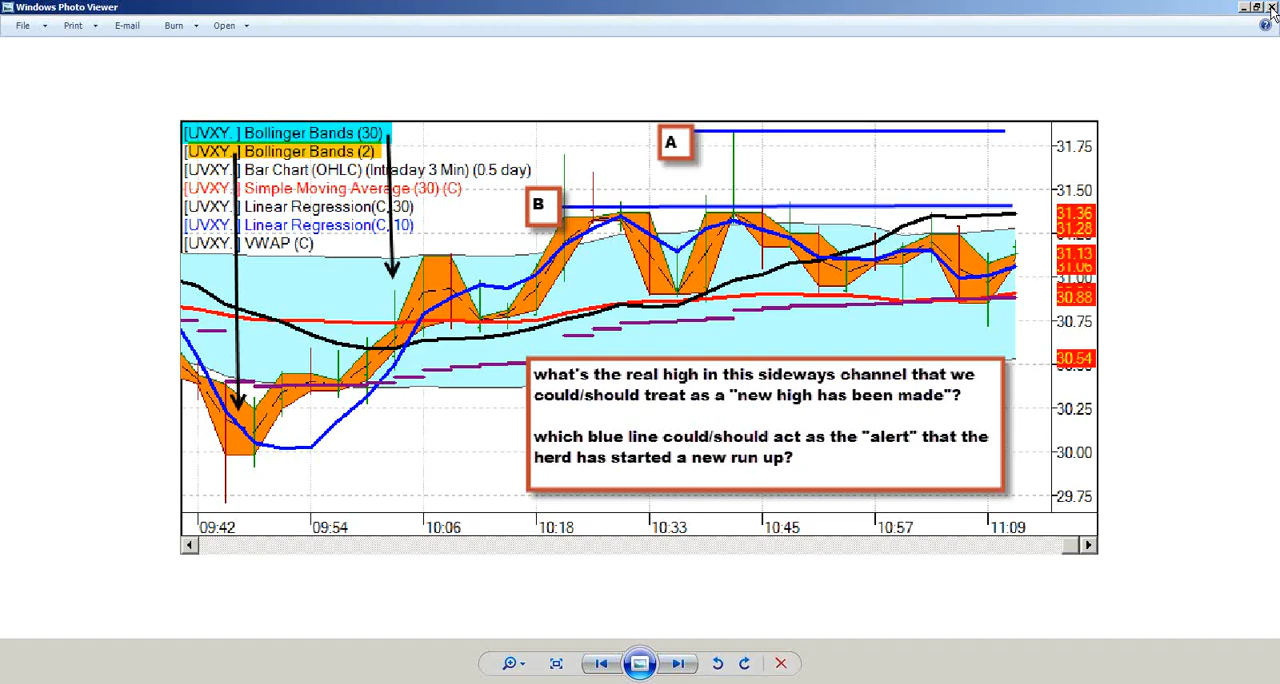 Windows Photo Viewer
File Print E-mail Burn Open
[UVXY. ] Bollinger Bands (30)
[UVXY. ] Bollinger Bands (2)
[UVXY. ] Bar Chart (OHLC) (Intraday 3 Min) (0.5 day)
[UVXY. ] Simple Moving Average (30) (C)
[UVXY. ] Linear Regression(C, 30)
[UVXY. ] Linear Regression(C, 10)
[UVXY. ] VWAP (C)
A
B
31.75
31.50
31.36
31.28
31.13
31.06
31.00
30.88
30.75
30.54
30.25
30.00
29.75
what's the real high in this sideways channel that we
could/should treat as a "new high has been made"?
which blue line could/should act as the "alert" that the
herd has started a new run up?
09:42 09:54 10:06 10:18 10:33 10:45 10:57 11:09